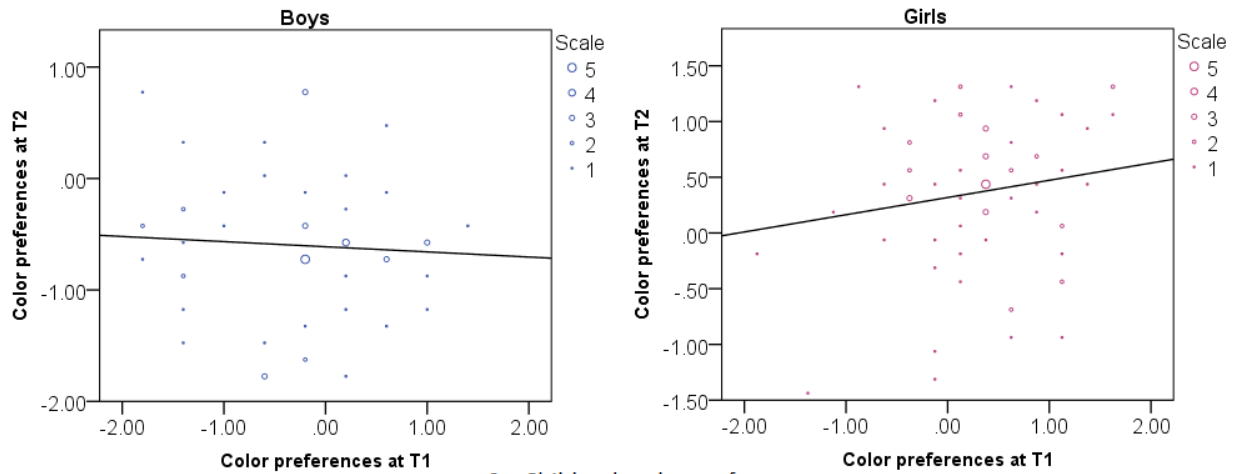 Boys
Scale
5
4
3
2
1
1.00
.00
-1.00
-2.00
-2.00 -1.00 .00 1.00 2.00
Color preferences at T2
Color preferences at T1
Girls
Scale
5
4
3
2
1
1.50
1.00
.50
.00
-.50
-1.00
-1.50
-2.00 -1.00 .00 1.00 2.00
Color preferences at T2
Color preferences at T1